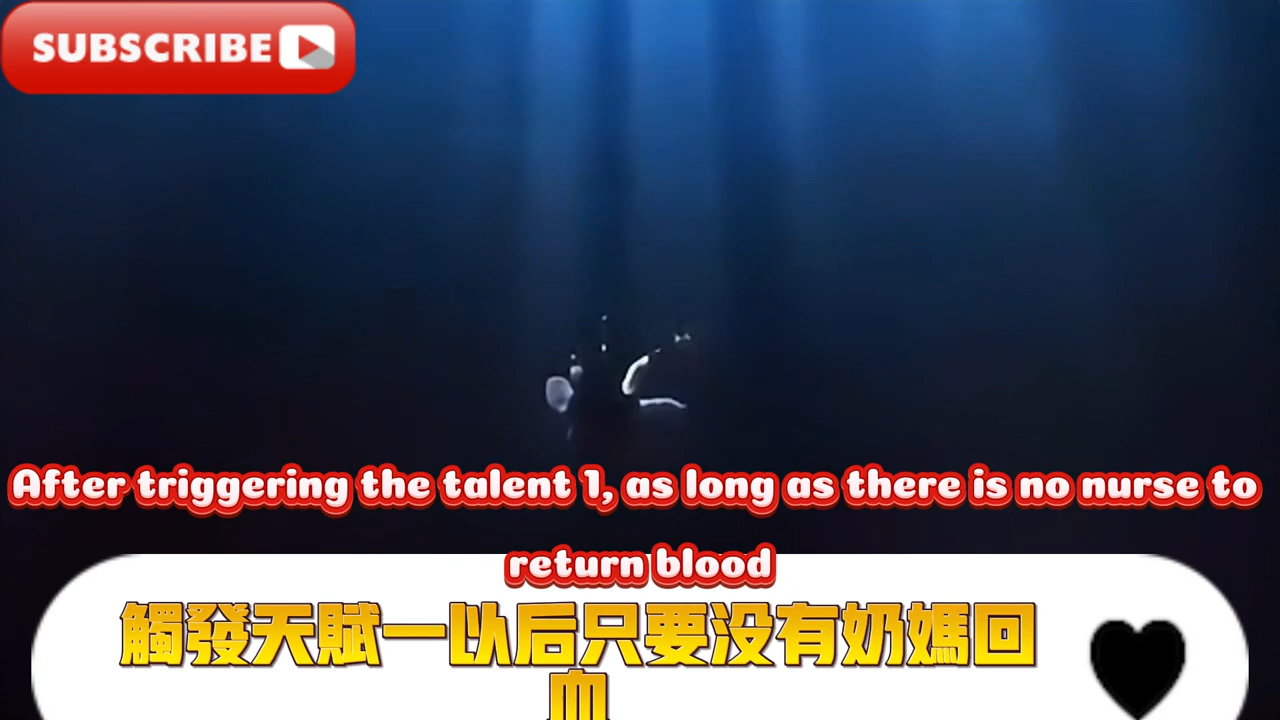 SUBSCRIBE
After triggering the talent 1, as long as there is no nurse to
return blood
觸發天賦一以后只要没有奶媽回
血